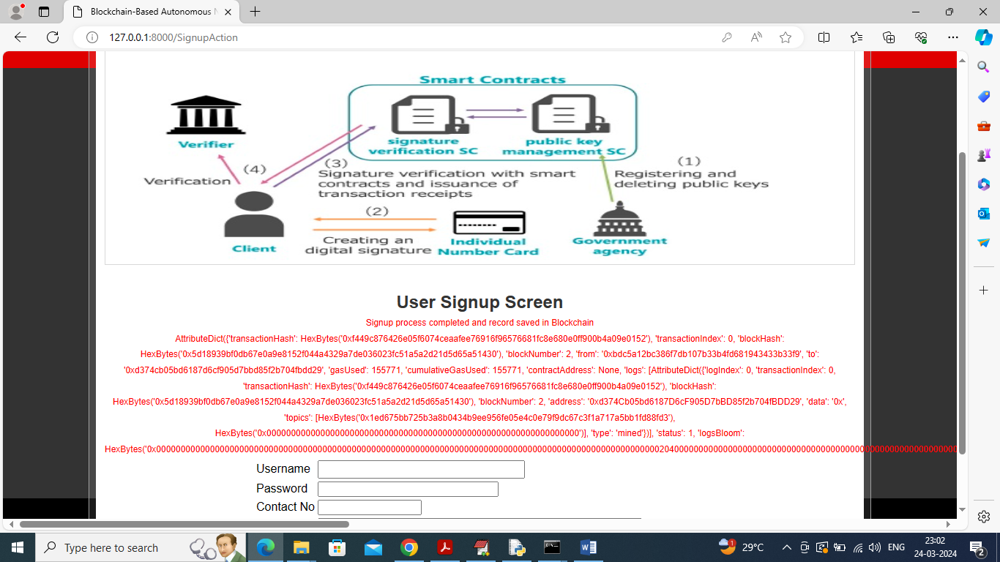 Blockchain-Based Autonomous N
127.0.0.1:8000/SignupAction
Smart Contracts
signature
verification SC
public key
management SC
Verifier
(4)
Verification
(3)
Signature verification with smart
contracts and issuance of
transaction receipts
(1)
Registering and
deleting public keys
(2)
Creating an
digital signature
Client
Individual
Number Card
Government
agency
User Signup Screen
Signup process completed and record saved in Blockchain
AttributeDict({'transactionHash': HexBytes('0xf449c876426e05f6074ceaafee76916f96576681fc8e680e0ff900b4a09e0152'), 'transactionIndex': 0, 'blockHash':
HexBytes('0x5d18939bf0db67e0a9e8152f044a4329a7de036023fc51a5a2d21d5d65a51430'), 'blockNumber': 2, 'from': '0xbdc5a12bc386f7db107b33b4fd681943433b33f9', 'to':
'0xd374cb05bd6187d6cf905d7bbd85f2b704fbdd29', 'gasUsed': 155771, 'cumulativeGasUsed': 155771, 'contractAddress': None, 'logs': [AttributeDict({'logIndex': 0, 'transactionIndex': 0,
'transactionHash': HexBytes('0xf449c876426e05f6074ceaafee76916f96576681fc8e680e0ff900b4a09e0152'), 'blockHash':
HexBytes('0x5d18939bf0db67e0a9e8152f044a4329a7de036023fc51a5a2d21d5d65a51430'), 'blockNumber': 2, 'address': '0xd374Cb05bd6187D6cF905D7bBD85f2b704fBDD29', 'data': '0x',
'topics': [HexBytes('0x1ed675bb725b3a8b0434b9ee956fe05e4c0e79f9dc67c3f1a717a5bb1fd88fd3'),
HexBytes('0x0000000000000000000000000000000000000000000000000000000000000000')], 'type': 'mined'})], 'status': 1, 'logsBloom':
Username
Password
Contact No
Type here to search
29°C
ENG
23:02
24-03-2024
2